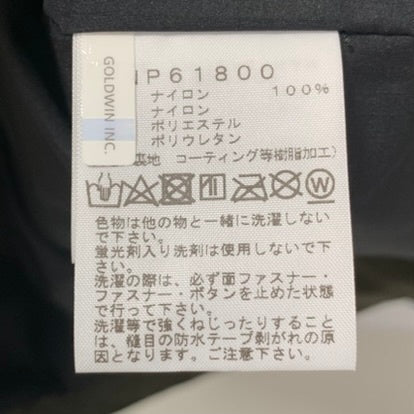 GOLDWIN INC.
NP61800
ナイロン 100%
ナイロン
ポリエステル
ポリウレタン
裏地 コーティング等樹脂加工)
W
色物は他の物と一緒に洗濯しない
で下さい。
蛍光剤入り洗剤は使用しないで下
さい。
洗濯の際は、必ず面ファスナー・
ファスナー・ボタンを止めた状態
で行って下さい。
洗濯等で強くねじったりすること
は、縫目の防水テープ剥がれの原
因となります。ご注意下さい。